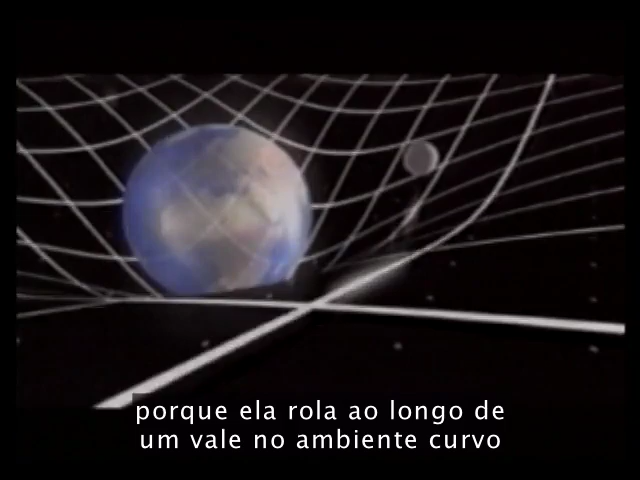 porque ela rola ao longo de
um vale no ambiente curvo